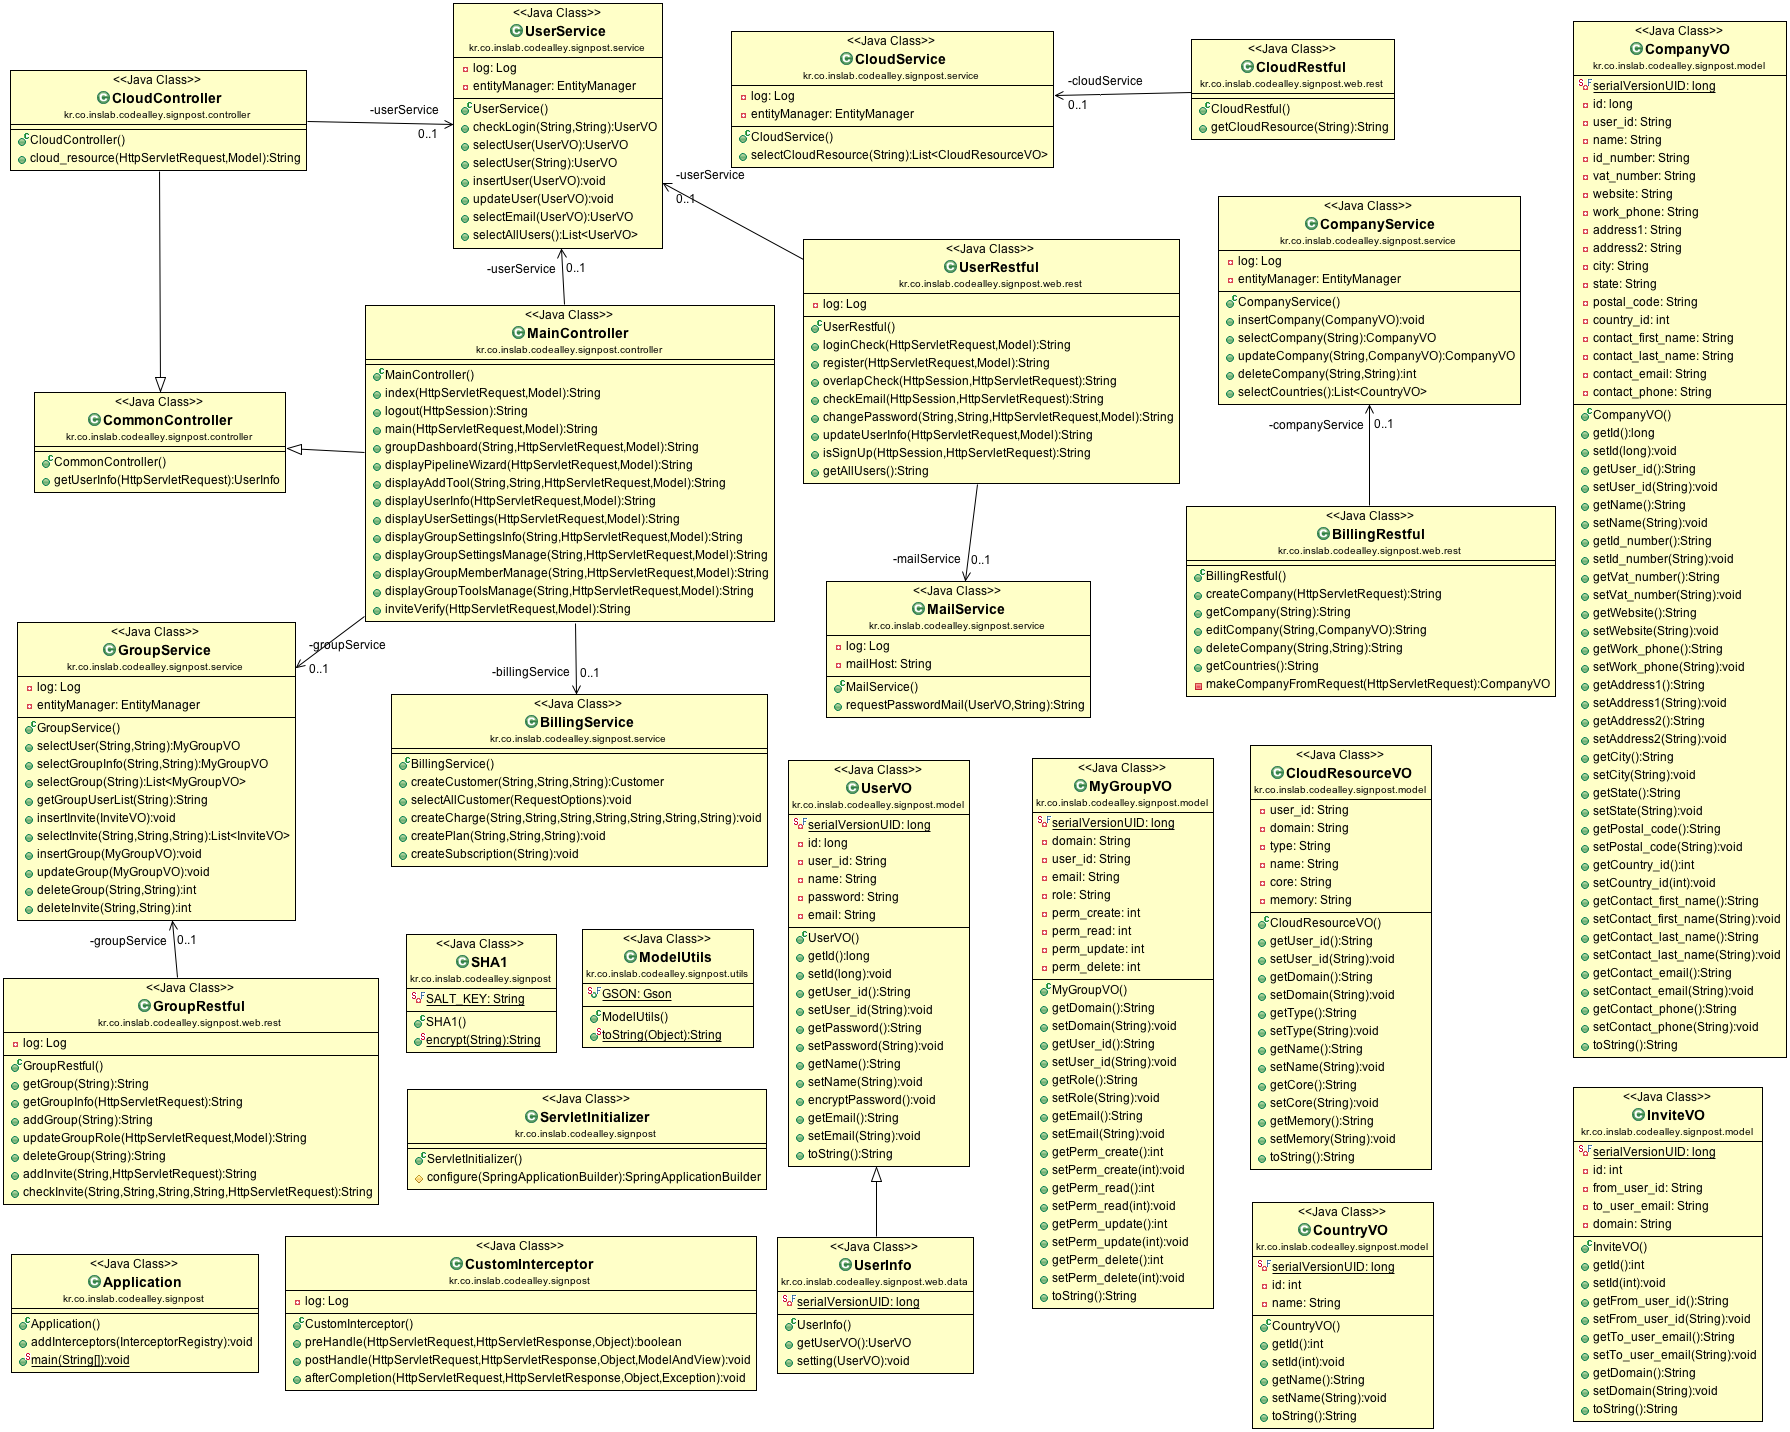 <<Java Class>>
UserService
kr.co.inslab.codealley.signpost.service
log: Log
entityManager: EntityManager
UserService()
checkLogin(String,String):UserVO
selectUser(UserVO):UserVO
selectUser(String):UserVO
insertUser(UserVO):void
updateUser(UserVO):void
selectEmail(UserVO):UserVO
selectAllUsers():List<UserVO>
<<Java Class>>
CloudService
kr.co.inslab.codealley.signpost.service
log: Log
entityManager: EntityManager
CloudService()
selectCloudResource(String):List<CloudResourceVO>
-cloudService
0..1
<<Java Class>>
CloudRestful
kr.co.inslab.codealley.signpost.web.rest
CloudRestful()
getCloudResource(String):String
<<Java Class>>
CompanyVO
kr.co.inslab.codealley.signpost.model
serialVersionUID: long
id: long
user_id: String
name: String
id_number: String
vat_number: String
website: String
work_phone: String
address1: String
address2: String
city: String
state: String
postal_code: String
country_id: int
contact_first_name: String
contact_last_name: String
contact_email: String
contact_phone: String
CompanyVO()
getId():long
setId(long):void
getUser_id():String
setUser_id(String):void
getName():String
setName(String):void
getId_number():String
setId_number(String):void
getVat_number():String
setVat_number(String):void
getWebsite():String
setWebsite(String):void
getWork_phone():String
setWork_phone(String):void
getAddress1():String
setAddress1(String):void
getAddress2():String
setAddress2(String):void
getCity():String
setCity(String):void
getState():String
setState(String):void
getPostal_code():String
setPostal_code(String):void
getCountry_id():int
setCountry_id(int):void
getContact_first_name():String
setContact_first_name(String):void
getContact_last_name():String
setContact_last_name(String):void
getContact_email():String
setContact_email(String):void
getContact_phone():String
setContact_phone(String):void
toString():String
<<Java Class>>
CloudController
kr.co.inslab.codealley.signpost.controller
CloudController()
cloud_resource(HttpServletRequest,Model):String
-userService
0..1
-userService
0..1
-userService
0..1
<<Java Class>>
CompanyService
kr.co.inslab.codealley.signpost.service
log: Log
entityManager: EntityManager
CompanyService()
insertCompany(CompanyVO):void
selectCompany(String):CompanyVO
updateCompany(String,CompanyVO):CompanyVO
deleteCompany(String,String):int
selectCountries():List<CountryVO>
-companyService
0..1
<<Java Class>>
UserRestful
kr.co.inslab.codealley.signpost.web.rest
log: Log
UserRestful()
loginCheck(HttpServletRequest,Model):String
register(HttpServletRequest,Model):String
overlapCheck(HttpSession,HttpServletRequest):String
checkEmail(HttpSession,HttpServletRequest):String
changePassword(String,String,HttpServletRequest,Model):String
updateUserInfo(HttpServletRequest,Model):String
isSignUp(HttpSession,HttpServletRequest):String
getAllUsers():String
<<Java Class>>
MainController
kr.co.inslab.codealley.signpost.controller
MainController()
index(HttpServletRequest,Model):String
logout(HttpSession):String
main(HttpServletRequest,Model):String
groupDashboard(String,HttpServletRequest,Model):String
displayPipelineWizard(HttpServletRequest,Model):String
displayAddTool(String,String,HttpServletRequest,Model):String
displayUserInfo(HttpServletRequest,Model):String
displayUserSettings(HttpServletRequest,Model):String
displayGroupSettingsInfo(String,HttpServletRequest,Model):String
displayGroupSettingsManage(String,HttpServletRequest,Model):String
displayGroupMemberManage(String,HttpServletRequest,Model):String
displayGroupToolsManage(String,HttpServletRequest,Model):String
inviteVerify(HttpServletRequest,Model):String
<<Java Class>>
CommonController
kr.co.inslab.codealley.signpost.controller
CommonController()
getUserInfo(HttpServletRequest):UserInfo
<<Java Class>>
BillingRestful
kr.co.inslab.codealley.signpost.web.rest
BillingRestful()
createCompany(HttpServletRequest):String
getCompany(String):String
editCompany(String,CompanyVO):String
deleteCompany(String,String):String
getCountries():String
makeCompanyFromRequest(HttpServletRequest):CompanyVO
-mailService
0..1
<<Java Class>>
MailService
kr.co.inslab.codealley.signpost.service
log: Log
mailHost: String
MailService()
requestPasswordMail(UserVO,String):String
<<Java Class>>
GroupService
kr.co.inslab.codealley.signpost.service
log: Log
entityManager: EntityManager
GroupService()
selectUser(String,String):MyGroupVO
selectGroupInfo(String,String):MyGroupVO
selectGroup(String):List<MyGroupVO>
getGroupUserList(String):String
insertInvite(InviteVO):void
selectInvite(String,String,String):List<InviteVO>
insertGroup(MyGroupVO):void
updateGroup(MyGroupVO):void
deleteGroup(String,String):int
deleteInvite(String,String):int
-groupService
0..1
-billingService
0..1
<<Java Class>>
BillingService
kr.co.inslab.codealley.signpost.service
BillingService()
createCustomer(String,String,String):Customer
selectAllCustomer(RequestOptions):void
createCharge(String,String,String,String,String,String,String):void
createPlan(String,String,String):void
createSubscription(String):void
-groupService
0..1
<<Java Class>>
GroupRestful
kr.co.inslab.codealley.signpost.web.rest
log: Log
GroupRestful()
getGroup(String):String
getGroupInfo(HttpServletRequest):String
addGroup(String):String
updateGroupRole(HttpServletRequest,Model):String
deleteGroup(String):String
addInvite(String,HttpServletRequest):String
checkInvite(String,String,String,String,HttpServletRequest):String
<<Java Class>>
SHA1
kr.co.inslab.codealley.signpost
SALT_KEY: String
SHA1()
encrypt(String):String
<<Java Class>>
ModelUtils
kr.co.inslab.codealley.signpost.utils
GSON: Gson
ModelUtils()
toString(Object):String
<<Java Class>>
ServletInitializer
kr.co.inslab.codealley.signpost
ServletInitializer()
configure(SpringApplicationBuilder):SpringApplicationBuilder
<<Java Class>>
UserVO
kr.co.inslab.codealley.signpost.model
serialVersionUID: long
id: long
user_id: String
name: String
password: String
email: String
UserVO()
getId():long
setId(long):void
getUser_id():String
setUser_id(String):void
getPassword():String
setPassword(String):void
getName():String
setName(String):void
encryptPassword():void
getEmail():String
setEmail(String):void
toString():String
<<Java Class>>
MyGroupVO
kr.co.inslab.codealley.signpost.model
serialVersionUID: long
domain: String
user_id: String
email: String
role: String
perm_create: int
perm_read: int
perm_update: int
perm_delete: int
MyGroupVO()
getDomain():String
setDomain(String):void
getUser_id():String
setUser_id(String):void
getRole():String
setRole(String):void
getEmail():String
setEmail(String):void
getPerm_create():int
setPerm_create(int):void
getPerm_read():int
setPerm_read(int):void
getPerm_update():int
setPerm_update(int):void
getPerm_delete():int
setPerm_delete(int):void
toString():String
<<Java Class>>
CloudResourceVO
kr.co.inslab.codealley.signpost.model
user_id: String
domain: String
type: String
name: String
core: String
memory: String
CloudResourceVO()
getUser_id():String
setUser_id(String):void
getDomain():String
setDomain(String):void
getType():String
setType(String):void
getName():String
setName(String):void
getCore():String
setCore(String):void
getMemory():String
setMemory(String):void
toString():String
<<Java Class>>
InviteVO
kr.co.inslab.codealley.signpost.model
serialVersionUID: long
id: int
from_user_id: String
to_user_email: String
domain: String
InviteVO()
getId():int
setId(int):void
getFrom_user_id():String
setFrom_user_id(String):void
getTo_user_email():String
setTo_user_email(String):void
getDomain():String
setDomain(String):void
toString():String
<<Java Class>>
CountryVO
kr.co.inslab.codealley.signpost.model
serialVersionUID: long
id: int
name: String
CountryVO()
getId():int
setId(int):void
getName():String
setName(String):void
toString():String
<<Java Class>>
Application
kr.co.inslab.codealley.signpost
Application()
addInterceptors(InterceptorRegistry):void
main(String[]):void
<<Java Class>>
CustomInterceptor
kr.co.inslab.codealley.signpost
log: Log
CustomInterceptor()
preHandle(HttpServletRequest,HttpServletResponse,Object):boolean
postHandle(HttpServletRequest,HttpServletResponse,Object,ModelAndView):void
afterCompletion(HttpServletRequest,HttpServletResponse,Object,Exception):void
<<Java Class>>
UserInfo
kr.co.inslab.codealley.signpost.web.data
serialVersionUID: long
UserInfo()
getUserVO():UserVO
setting(UserVO):void